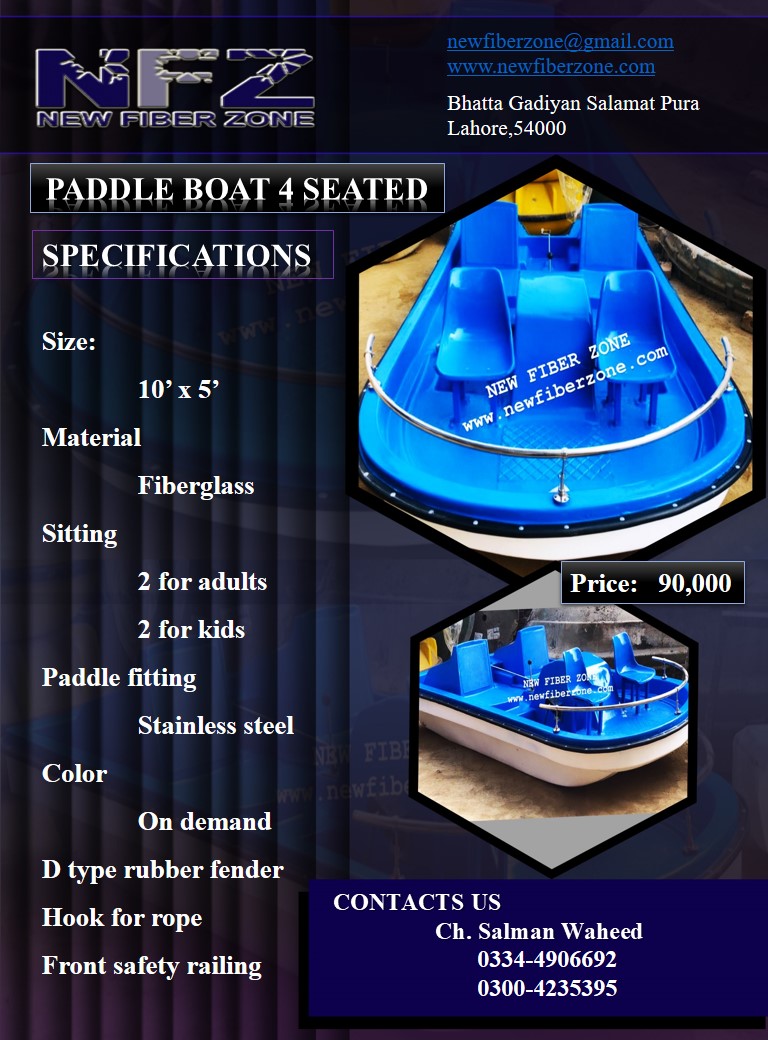 NFZ
NEW FIBER ZONE
newfiberzone@gmail.com
www.newfiberzone.com
Bhatta Gadiyan Salamat Pura
Lahore,54000
PADDLE BOAT 4 SEATED
SPECIFICATIONS
Size:
10’ x 5’
Material
Fiberglass
Sitting
2 for adults
2 for kids
Paddle fitting
Stainless steel
Color
On demand
D type rubber fender
Hook for rope
Front safety railing
NEW FIBER ZONE
www.newfiberzone.com
Price: 90,000
NEW FIBER ZONE
www.newfiberzone.com
CONTACTS US
Ch. Salman Waheed
0334-4906692
0300-4235395